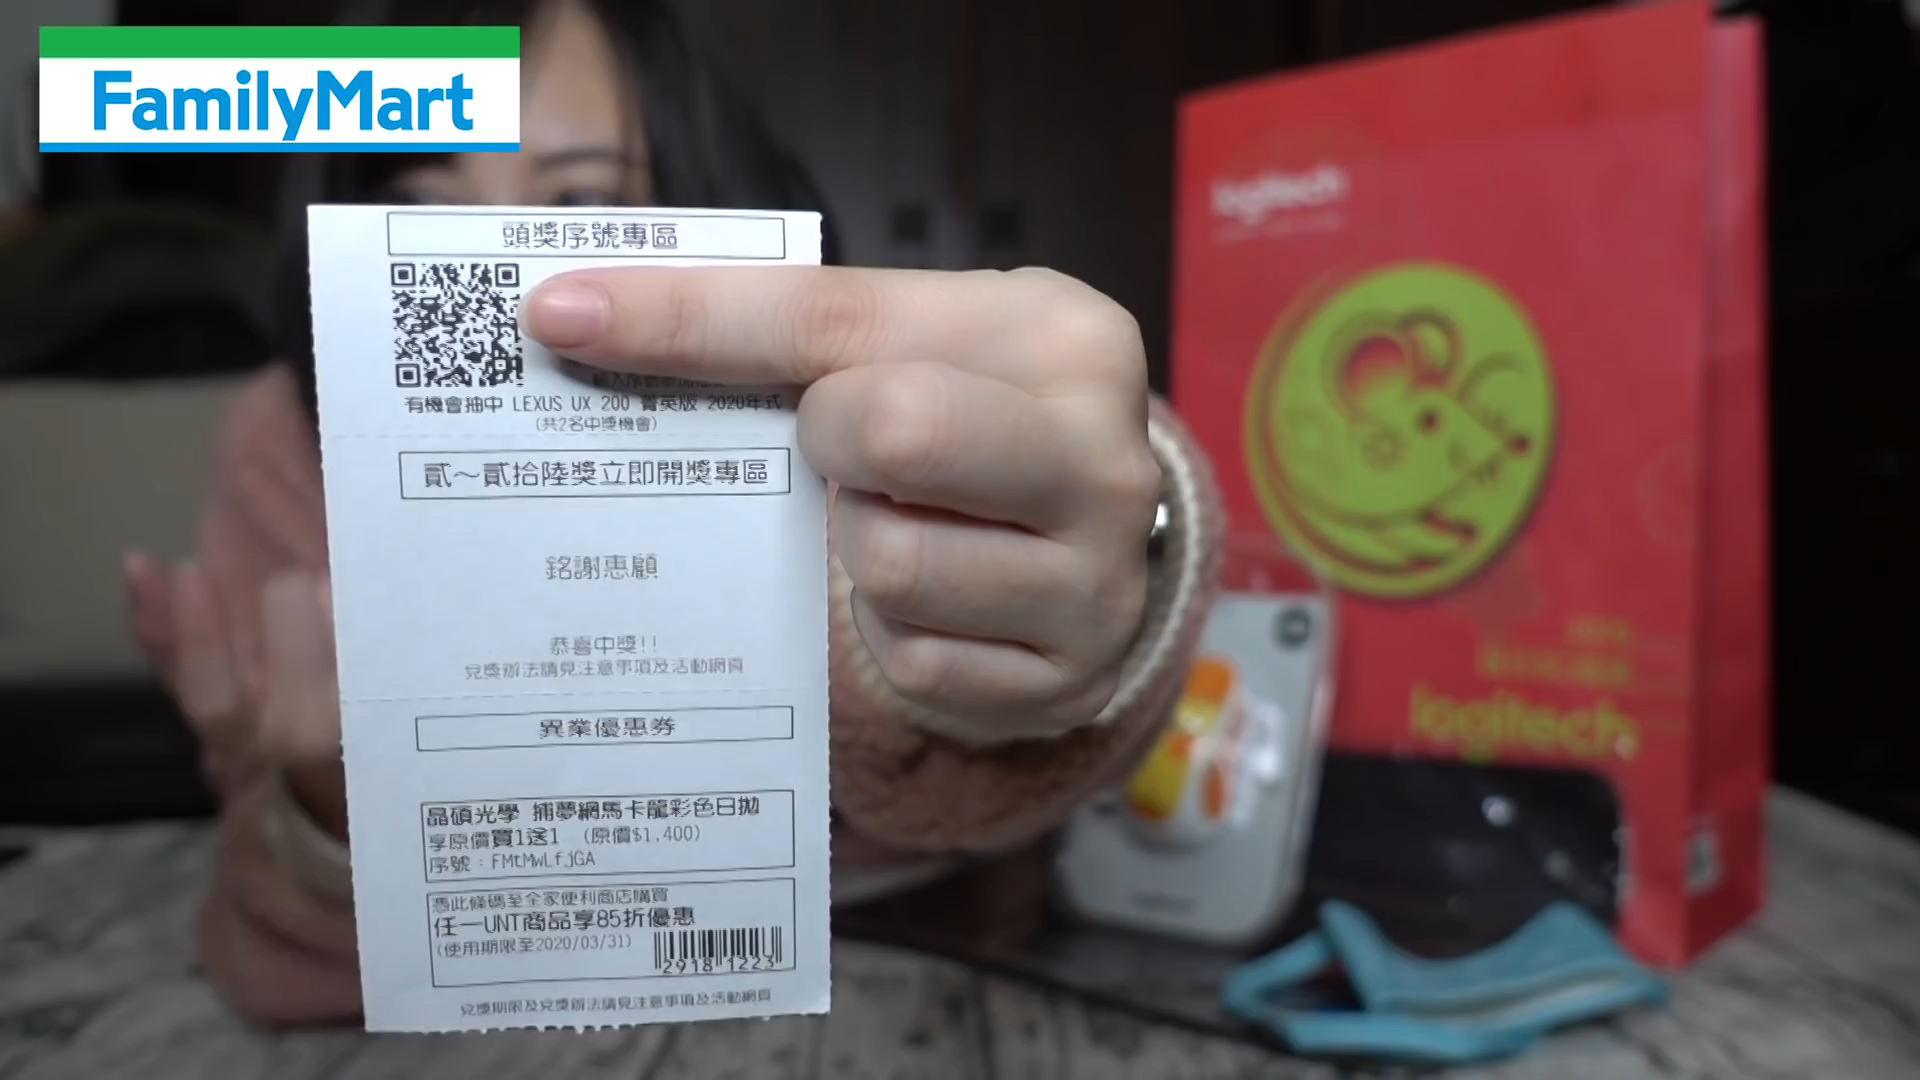 FamilyMart
頭獎序號專區
有機會抽中 LEXUS UX 200 菁英版 2020年式
(共2名中獎機會)
貳～貳拾陸獎立即開獎專區
銘謝惠顧
恭喜中獎!!
兌獎辦法請見注意事項及活動網頁
異業優惠券
晶碩光學 捕夢網馬卡龍彩色日拋
享原價買1送1 (原價$1,400)
序號：FMtMwLfjGA
憑此條碼至全家便利商店購買
任一UNT商品享85折優惠
(使用期限至2020/03/31)
2918 1223
兌獎期限及兌獎辦法請見注意事項及活動網頁
logitech
logitech